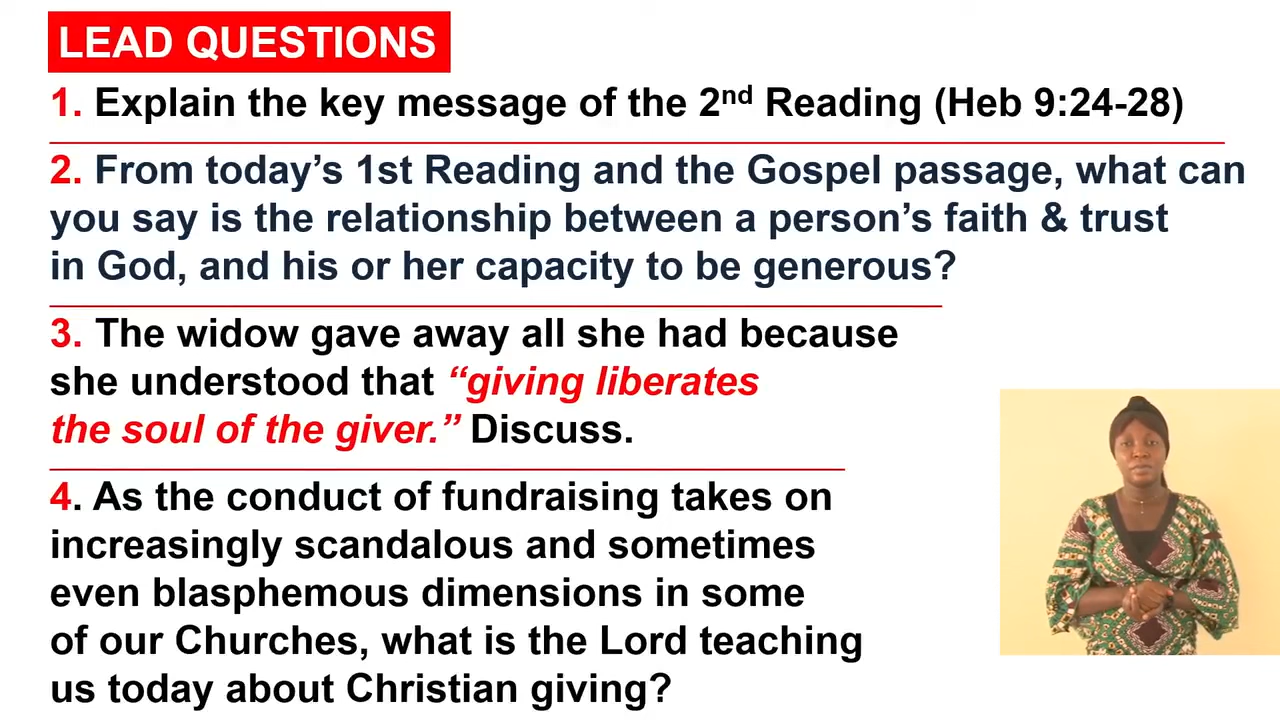 LEAD QUESTIONS
1. Explain the key message of the 2nd Reading (Heb 9:24-28)
2. From today’s 1st Reading and the Gospel passage, what can
you say is the relationship between a person’s faith & trust
in God, and his or her capacity to be generous?
3. The widow gave away all she had because
she understood that “giving liberates
the soul of the giver.” Discuss.
4. As the conduct of fundraising takes on
increasingly scandalous and sometimes
even blasphemous dimensions in some
of our Churches, what is the Lord teaching
us today about Christian giving?